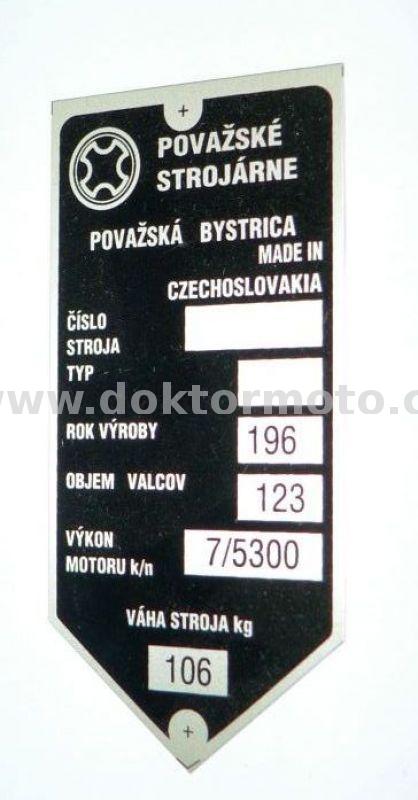 POVAŽSKÉ
STROJÁRNE
POVAŽSKÁ BYSTRICA
MADE IN
CZECHOSLOVAKIA
ČÍSLO
STROJA
TYP
www.doktormoto.c
ROK VÝROBY 196
OBJEM VALCOV 123
VÝKON
MOTORU k/n 7/5300
VÁHA STROJA kg
106